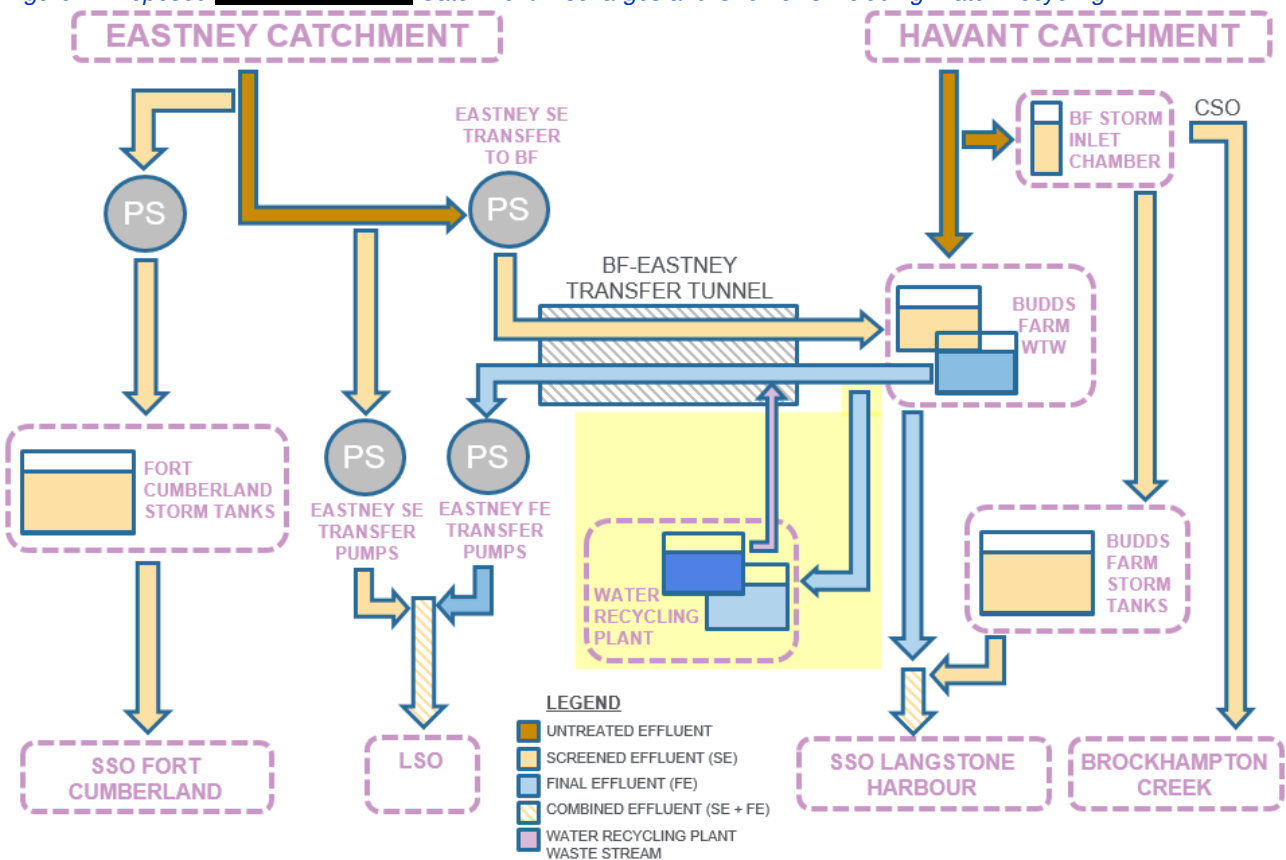 EASTNEY CATCHMENT
HAVANT CATCHMENT
EASTNEY SE
TRANSFER
TO BF
BF STORM
INLET
CHAMBER
CSO
PS
PS
BF-EASTNEY
TRANSFER TUNNEL
BUDDS
FARM
WTW
FORT
CUMBERLAND
STORM TANKS
PS
PS
EASTNEY SE
TRANSFER
PUMPS
EASTNEY FE
TRANSFER
PUMPS
WATER
RECYCLING
PLANT
BUDDS
FARM
STORM
TANKS
LEGEND
UNTREATED EFFLUENT
SCREENED EFFLUENT (SE)
FINAL EFFLUENT (FE)
COMBINED EFFLUENT (SE + FE)
WATER RECYCLING PLANT
WASTE STREAM
SSO FORT
CUMBERLAND
LSO
SSO LANGSTONE
HARBOUR
BROCKHAMPTON
CREEK